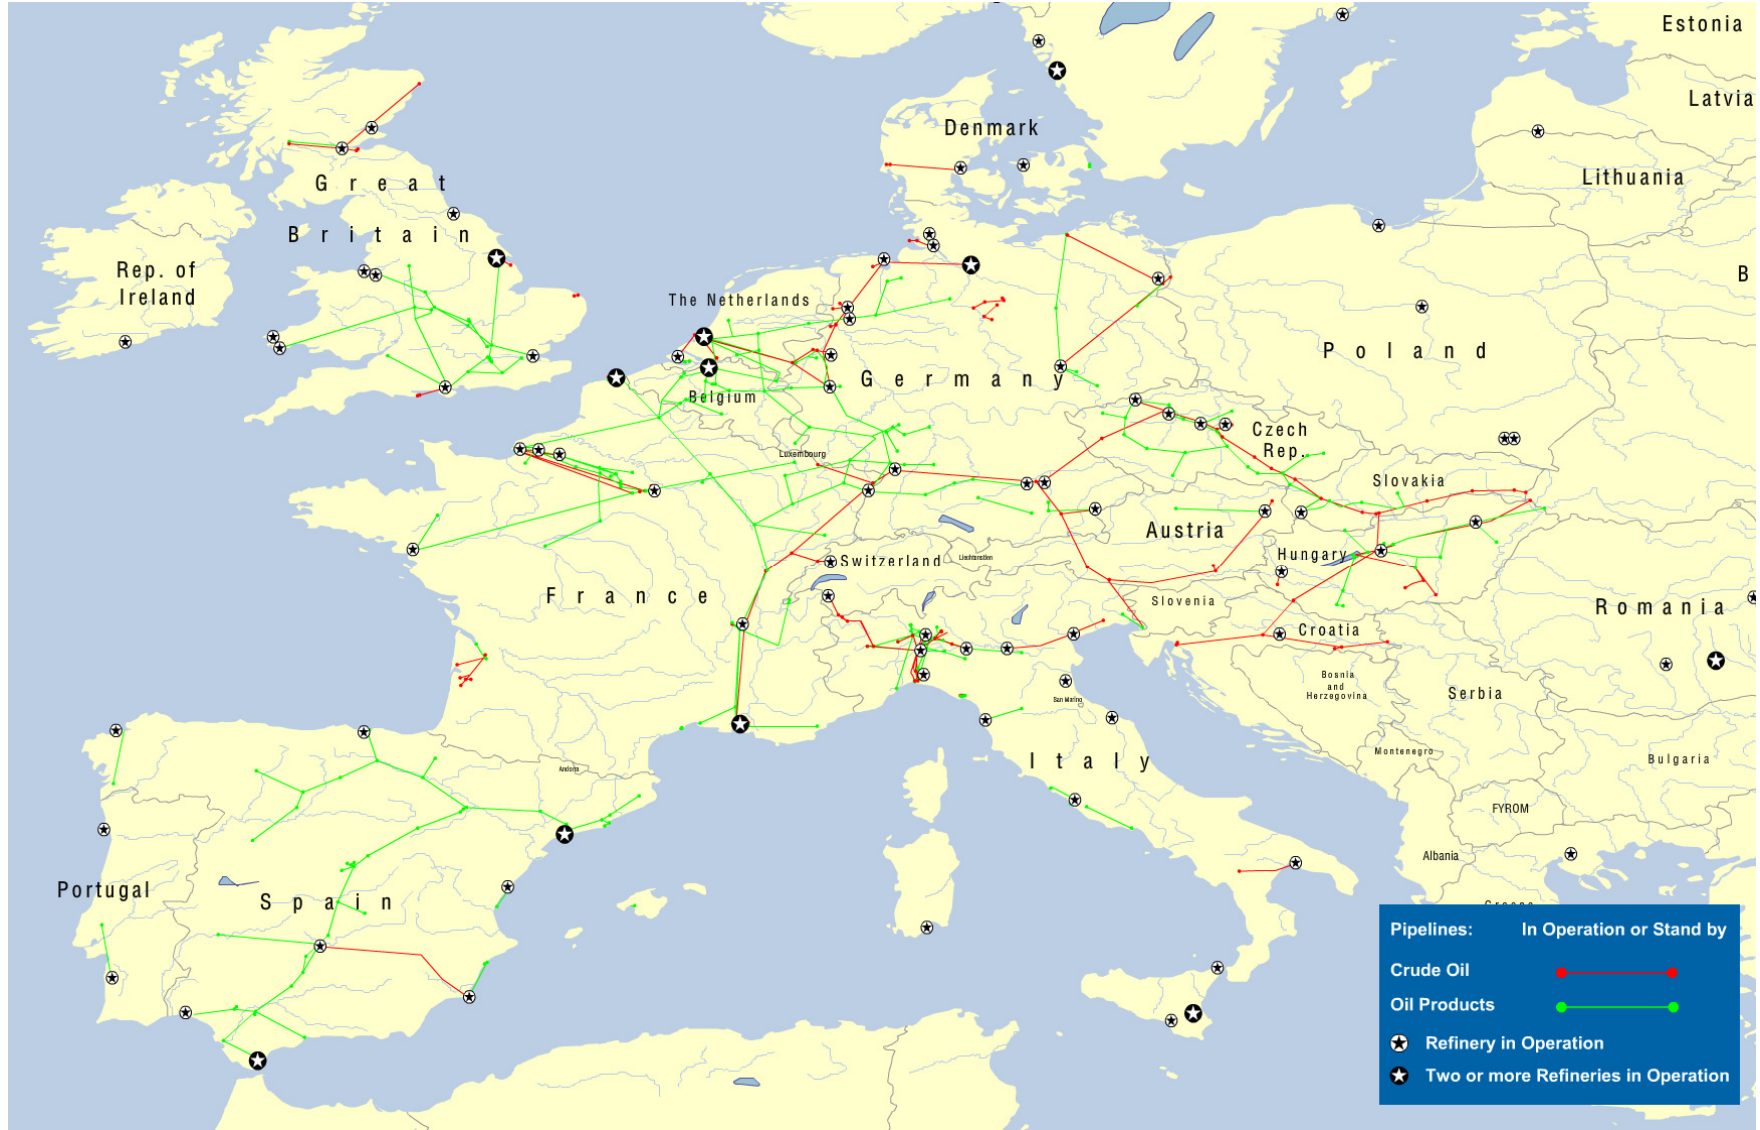 Estonia
Latvia
Denmark
Lithuania
Great
Britain
Rep. of
Ireland
B
The Netherlands
Poland
Germany
Belgium
Czech
Rep.
Luxembourg
Slovakia
Austria
Hungary
Switzerland
Liechtenstein
France
Slovenia
Romania
Croatia
Bosnia
and
Herzegovina
Serbia
San Marino
Montenegro
Bulgaria
Italy
Andorra
FYROM
Albania
Portugal
Spain
Greece
Pipelines: In Operation or Stand by
Crude Oil
Oil Products
Refinery in Operation
Two or more Refineries in Operation